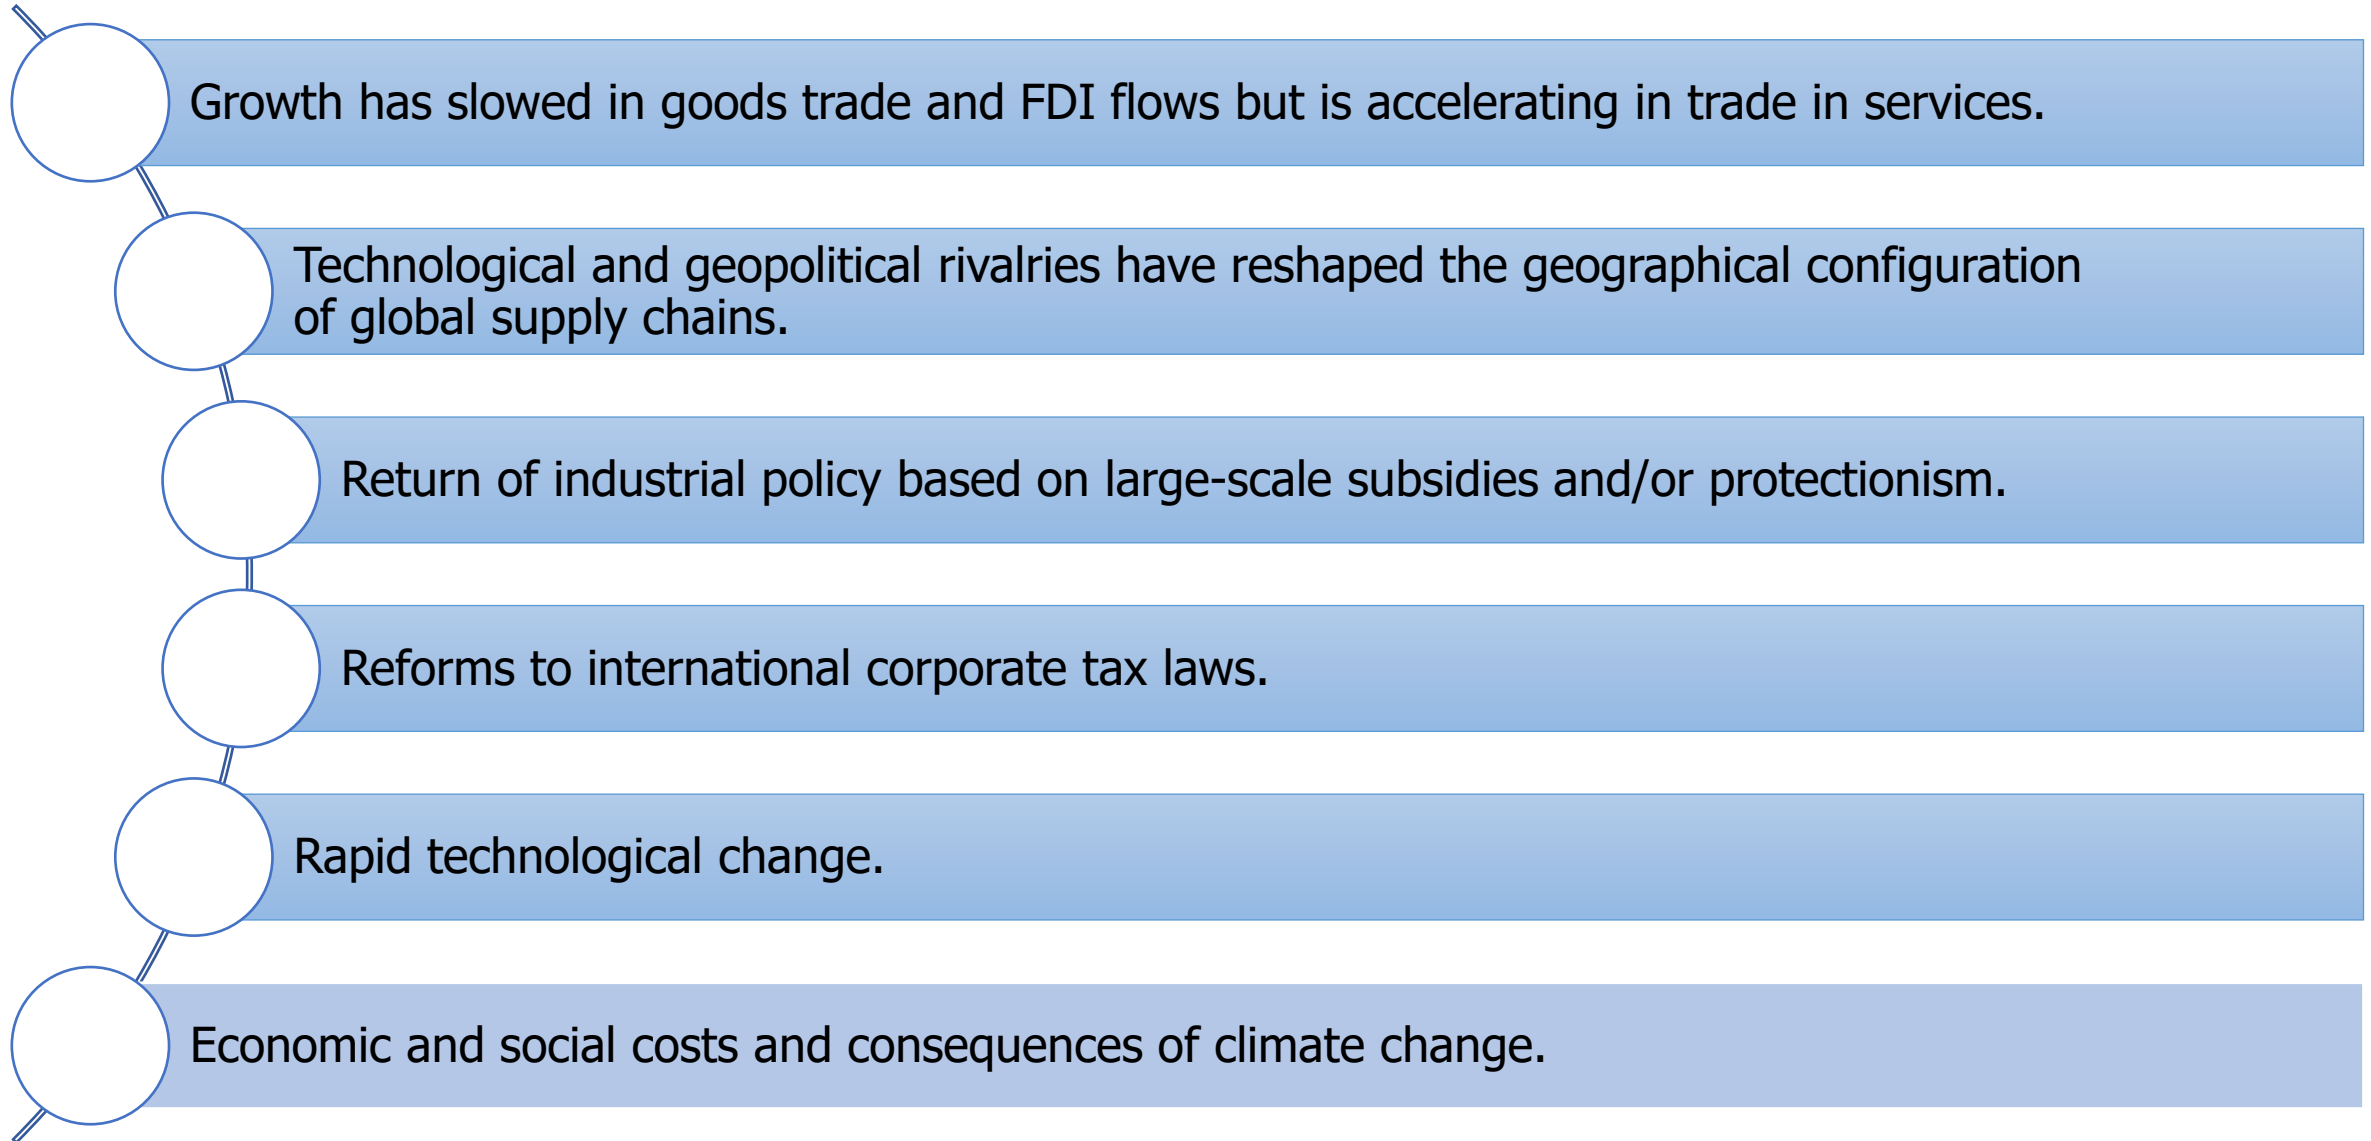 Growth has slowed in goods trade and FDI flows but is accelerating in trade in services.
Technological and geopolitical rivalries have reshaped the geographical configuration
of global supply chains.
Return of industrial policy based on large-scale subsidies and/or protectionism.
Reforms to international corporate tax laws.
Rapid technological change.
Economic and social costs and consequences of climate change.